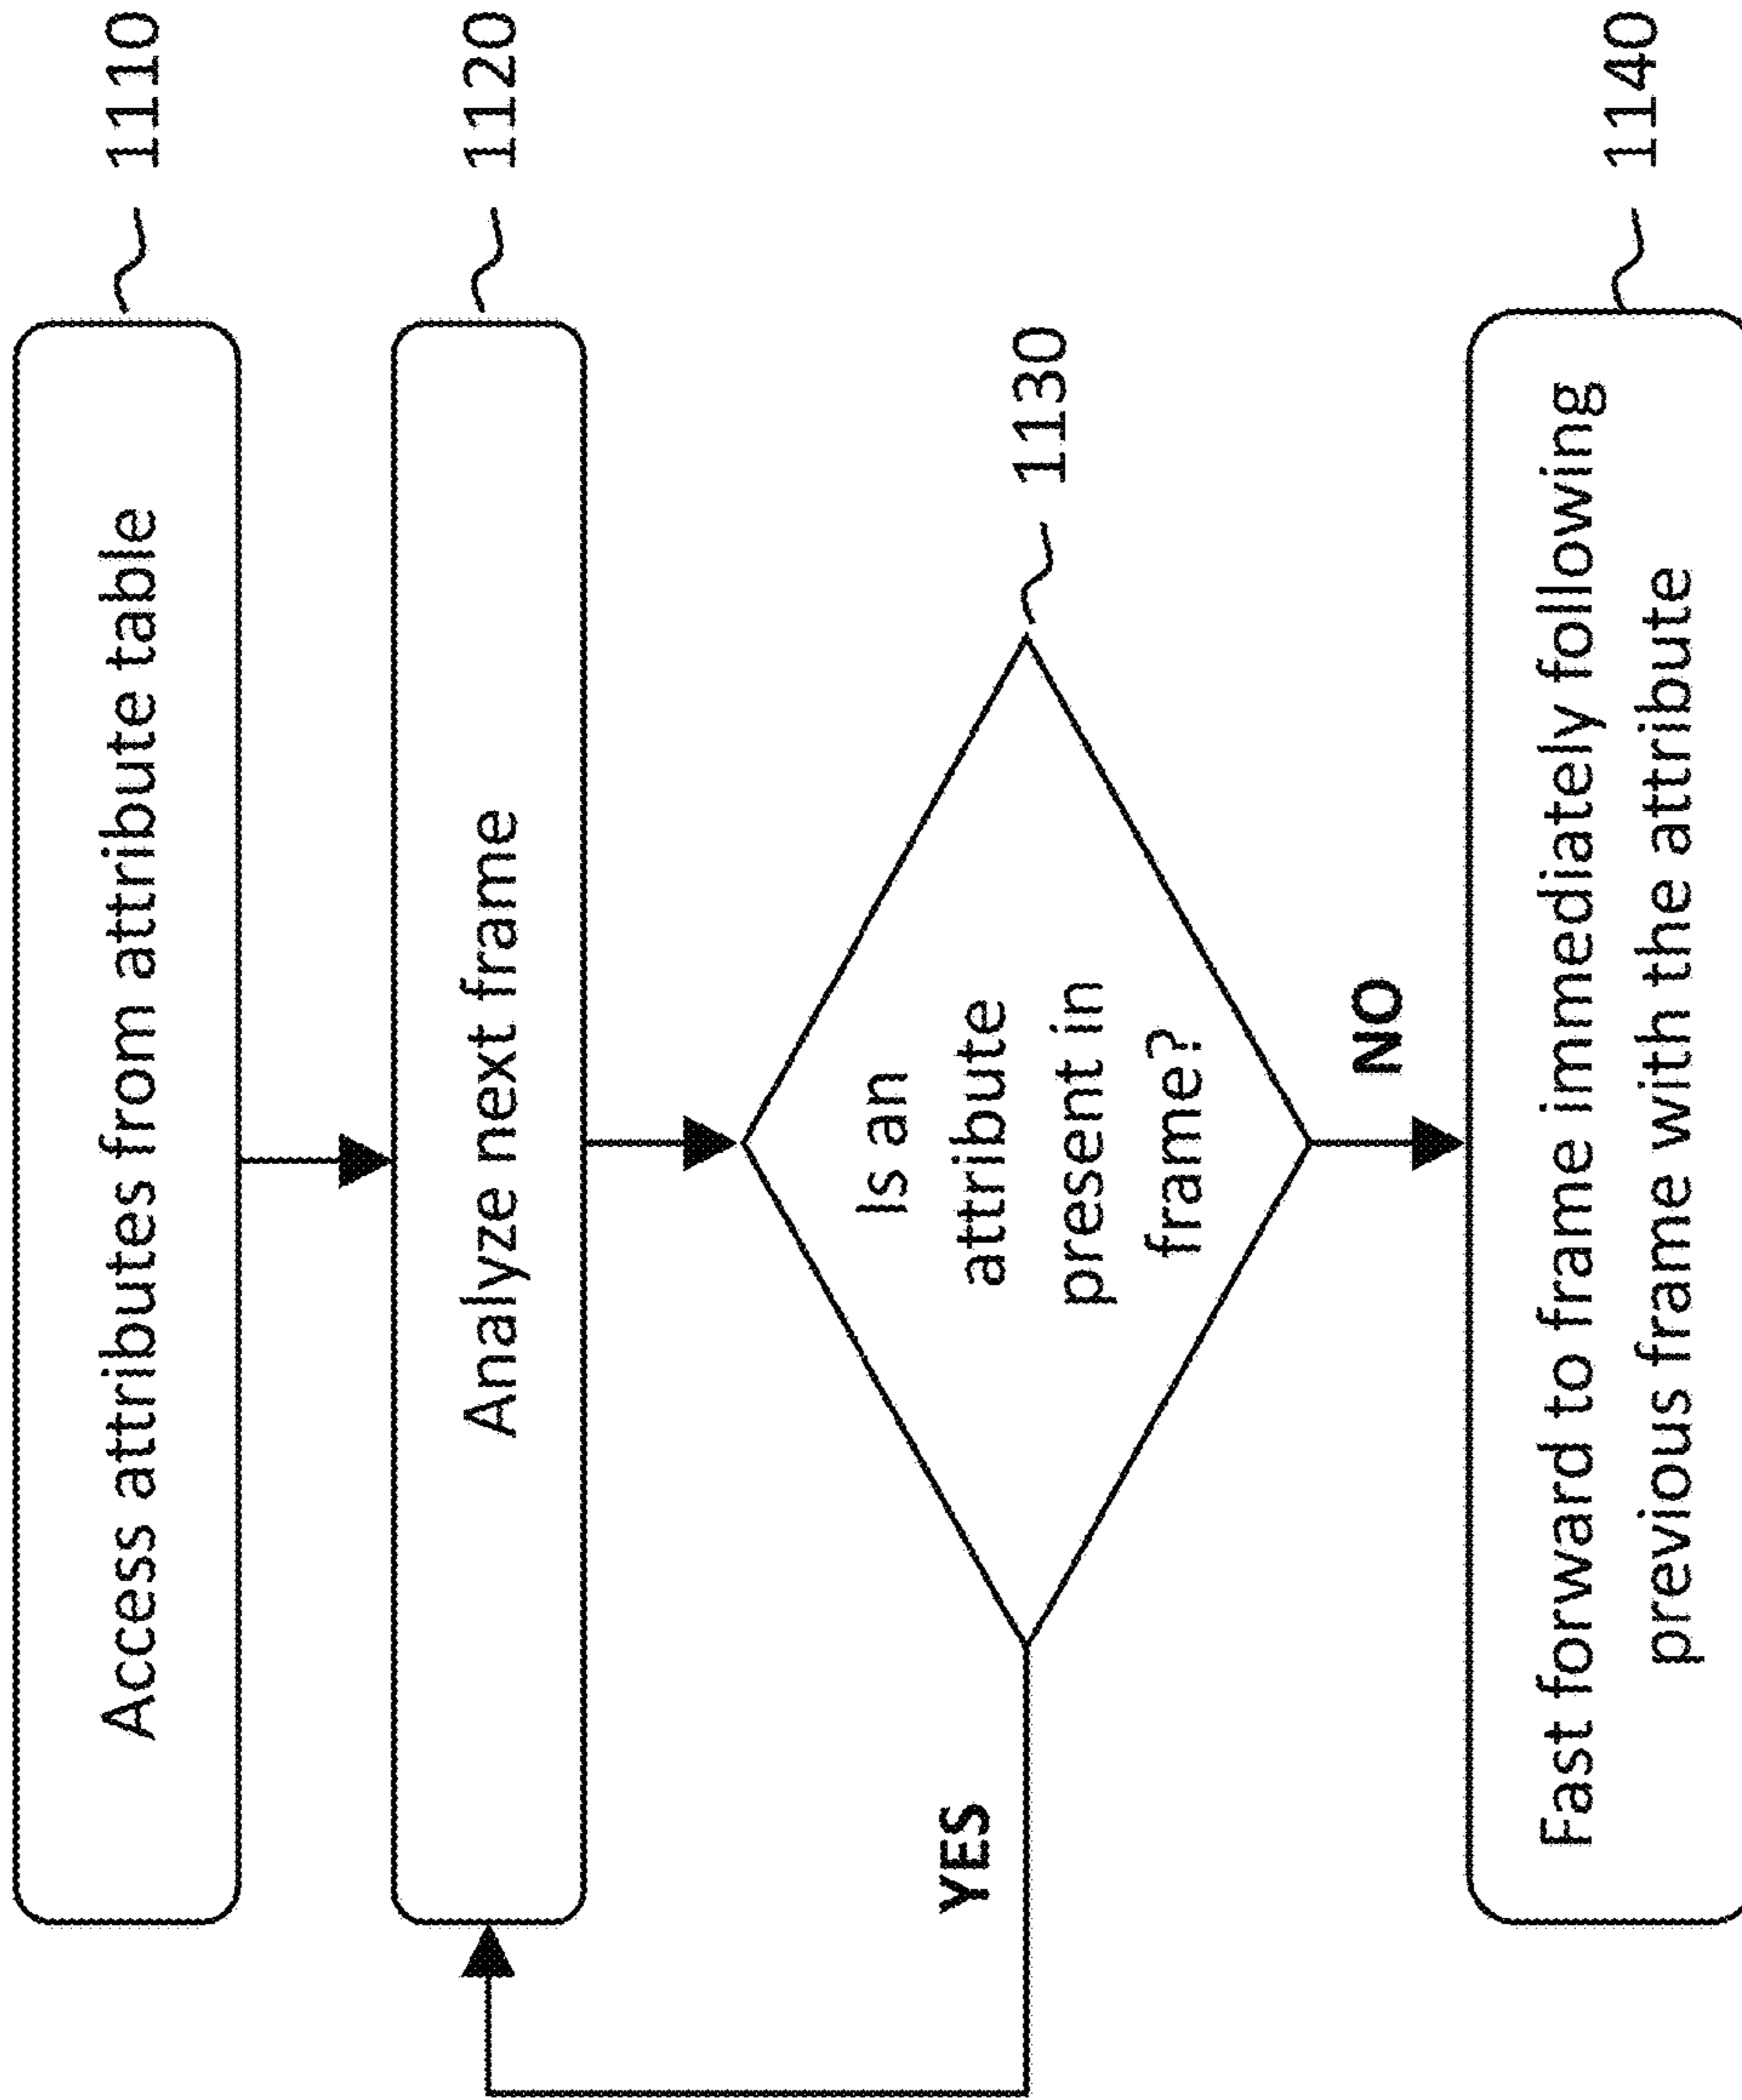 Access attributes from attribute table
1110
Analyze next frame
1120
Is an
attribute
present in
frame?
1130
YES
NO
Fast forward to frame immediately following
previous frame with the attribute
1140